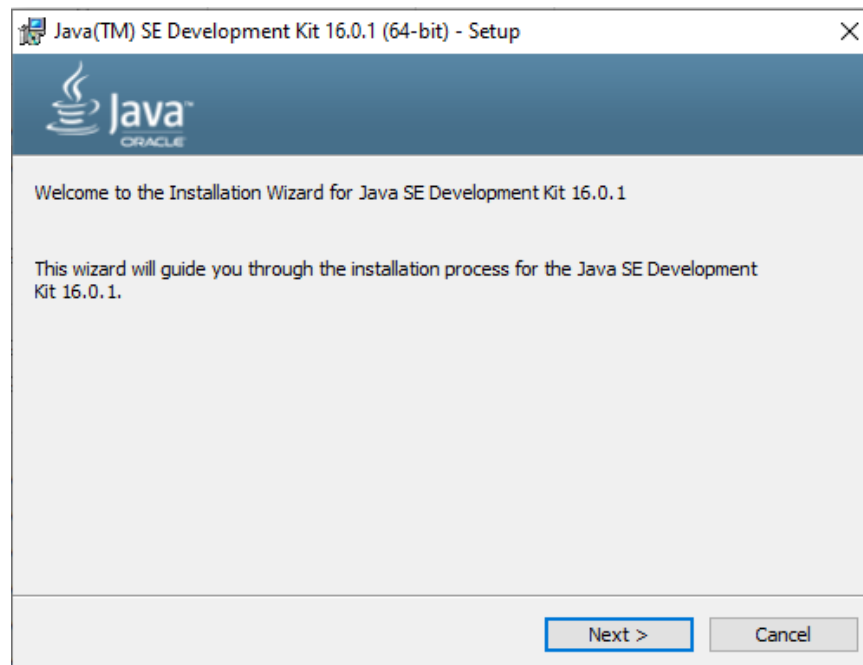 Java(TM) SE Development Kit 16.0.1 (64-bit) - Setup
Java™
ORACLE
Welcome to the Installation Wizard for Java SE Development Kit 16.0.1
This wizard will guide you through the installation process for the Java SE Development
Kit 16.0.1.
Next >
Cancel